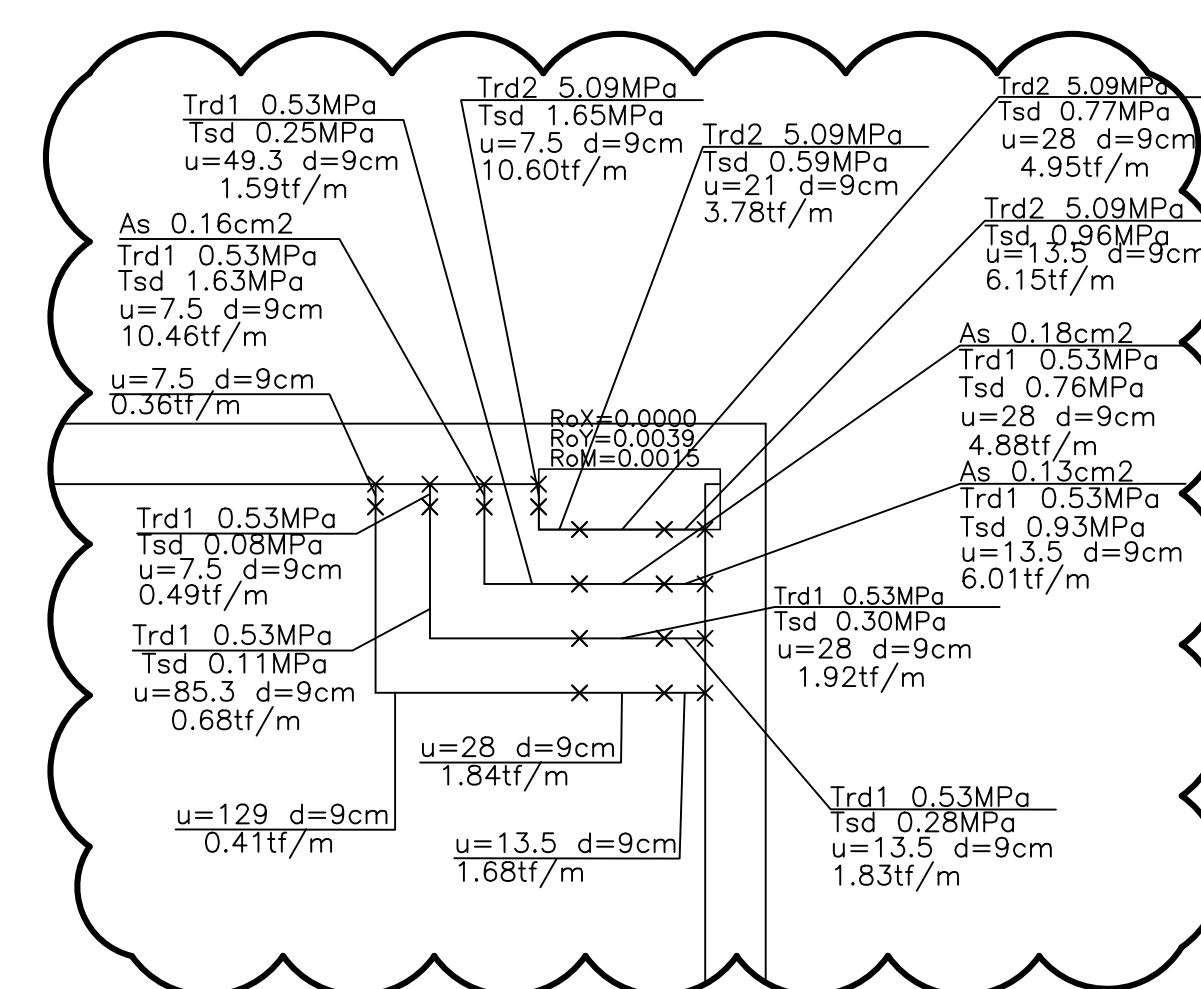 Trd1 0.53MPa
Tsd 0.25MPa
u=49.3 d=9cm
1.59tf/m
Trd2 5.09MPa
Tsd 1.65MPa
u=7.5 d=9cm
10.60tf/m
Trd2 5.09MPa
Tsd 0.59MPa
u=21 d=9cm
3.78tf/m
Trd2 5.09MPa
Tsd 0.77MPa
u=28 d=9cm
4.95tf/m
As 0.16cm2
Trd1 0.53MPa
Tsd 1.63MPa
u=7.5 d=9cm
10.46tf/m
Trd2 5.09MPa
Tsd 0.96MPa
u=13.5 d=9cm
6.15tf/m
u=7.5 d=9cm
0.36tf/m
As 0.18cm2
Trd1 0.53MPa
Tsd 0.76MPa
u=28 d=9cm
4.88tf/m
RoX=0.0000
RoY=0.0039
RoM=0.0015
As 0.13cm2
Trd1 0.53MPa
Tsd 0.93MPa
u=13.5 d=9cm
6.01tf/m
Trd1 0.53MPa
Tsd 0.08MPa
u=7.5 d=9cm
0.49tf/m
Trd1 0.53MPa
Tsd 0.30MPa
u=28 d=9cm
1.92tf/m
Trd1 0.53MPa
Tsd 0.11MPa
u=85.3 d=9cm
0.68tf/m
u=28 d=9cm
1.84tf/m
u=129 d=9cm
0.41tf/m
u=13.5 d=9cm
1.68tf/m
Trd1 0.53MPa
Tsd 0.28MPa
u=13.5 d=9cm
1.83tf/m